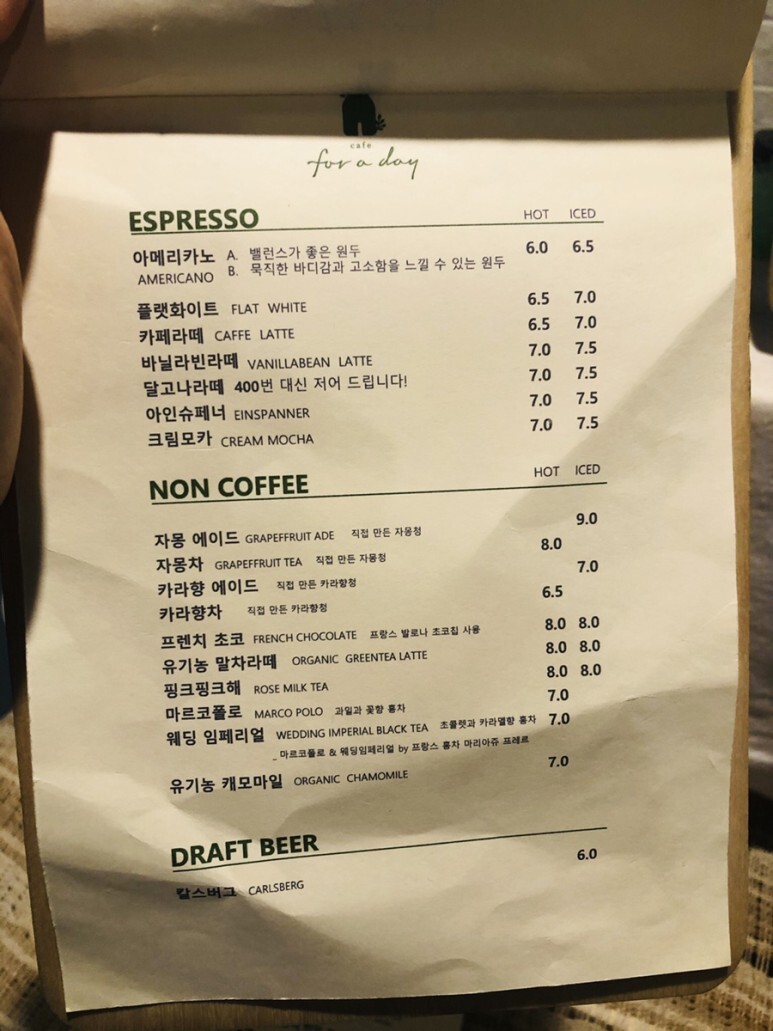 cafe
for a day
ESPRESSO HOT ICED
아메리카노 A. 밸런스가 좋은 원두 6.0 6.5
AMERICANO B. 묵직한 바디감과 고소함을 느낄 수 있는 원두
플랫화이트 FLAT WHITE 6.5 7.0
카페라떼 CAFFE LATTE 6.5 7.0
바닐라빈라떼 VANILLABEAN LATTE 7.0 7.5
달고나라떼 400번 대신 저어 드립니다! 7.0 7.5
아인슈페너 EINSPANNER 7.0 7.5
크림모카 CREAM MOCHA 7.0 7.5
NON COFFEE HOT ICED
자몽 에이드 GRAPEFFRUIT ADE 직접 만든 자몽청 9.0
자몽차 GRAPEFFRUIT TEA 직접 만든 자몽청 8.0
카라향 에이드 직접 만든 카라향청 7.0
카라향차 직접 만든 카라향청 6.5
프렌치 초코 FRENCH CHOCOLATE 프랑스 발로나 초코칩 사용 8.0 8.0
유기농 말차라떼 ORGANIC GREENTEA LATTE 8.0 8.0
핑크핑크해 ROSE MILK TEA 8.0 8.0
마르코폴로 MARCO POLO 과일과 꽃향 홍차 7.0
웨딩 임페리얼 WEDDING IMPERIAL BLACK TEA 초콜렛과 카라멜향 홍차 7.0
_ 마르코폴로 & 웨딩임페리얼 by 프랑스 홍차 마리아쥬 프레르
유기농 캐모마일 ORGANIC CHAMOMILE 7.0
DRAFT BEER
칼스버그 CARLSBERG 6.0